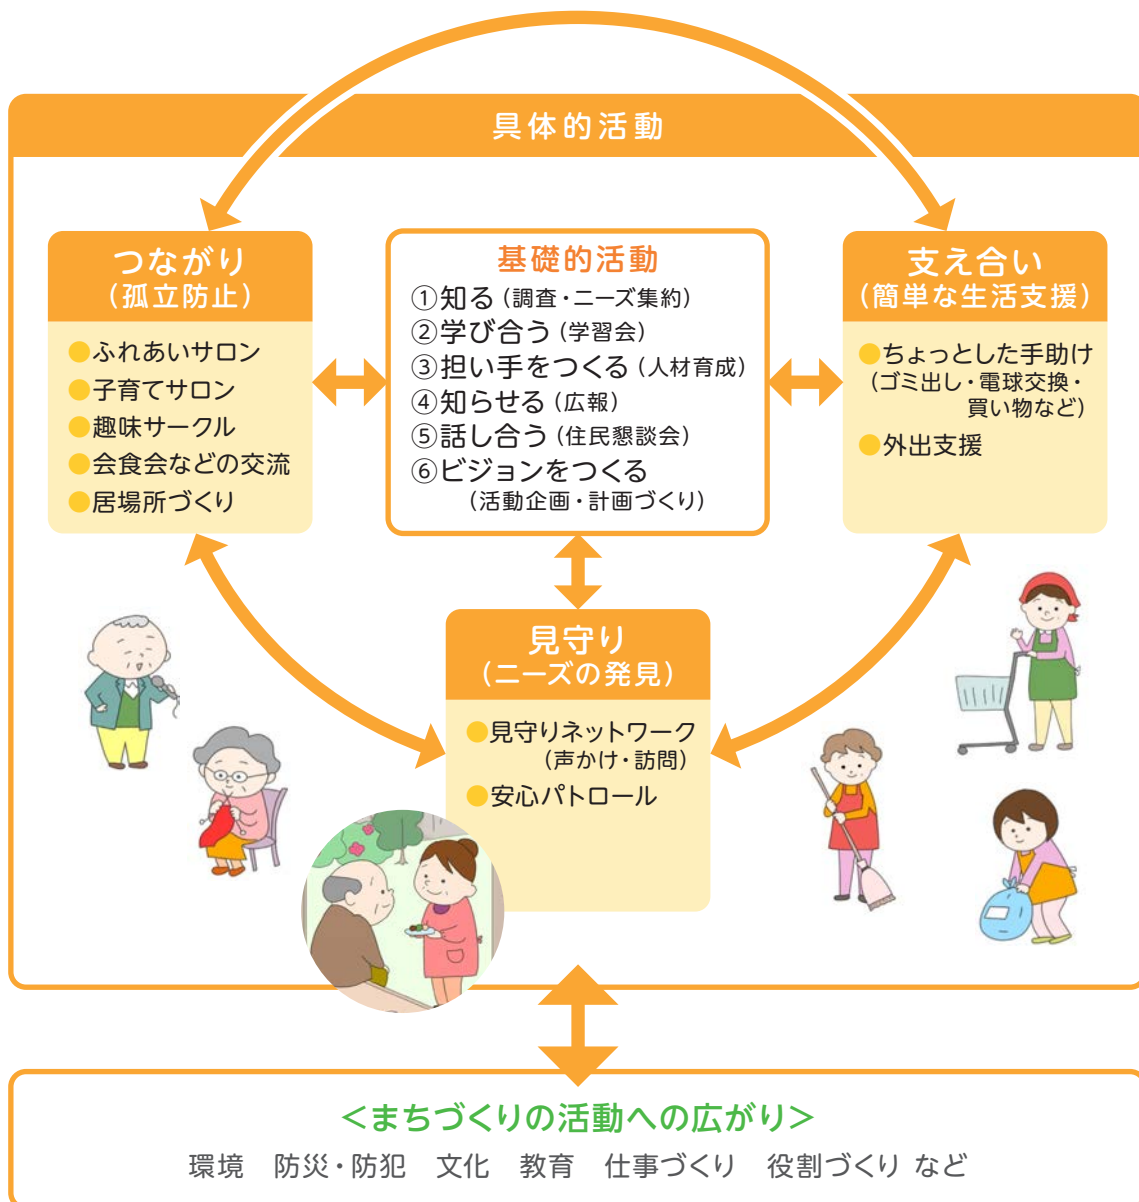 具体的活動
つながり
（孤立防止）
●ふれあいサロン
●子育てサロン
●趣味サークル
●会食会などの交流
●居場所づくり
基礎的活動
①知る（調査・ニーズ集約）
②学び合う（学習会）
③担い手をつくる（人材育成）
④知らせる（広報）
⑤話し合う（住民懇談会）
⑥ビジョンをつくる
（活動企画・計画づくり）
支え合い
（簡単な生活支援）
●ちょっとした手助け
（ゴミ出し・電球交換・
買い物など）
●外出支援
見守り
（ニーズの発見）
●見守りネットワーク
（声かけ・訪問）
●安心パトロール
＜まちづくりの活動への広がり＞
環境　防災・防犯　文化　教育　仕事づくり　役割づくり など